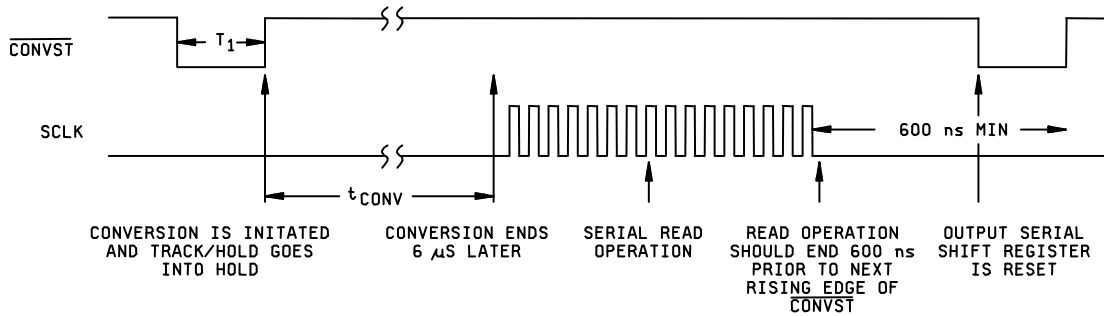 CONVST
T1
SCLK
600 ns MIN
tCONV
CONVERSION IS INITATED
AND TRACK/HOLD GOES
INTO HOLD
CONVERSION ENDS
6 µS LATER
SERIAL READ
OPERATION
READ OPERATION
SHOULD END 600 ns
PRIOR TO NEXT
RISING EDGE OF
CONVST
OUTPUT SERIAL
SHIFT REGISTER
IS RESET